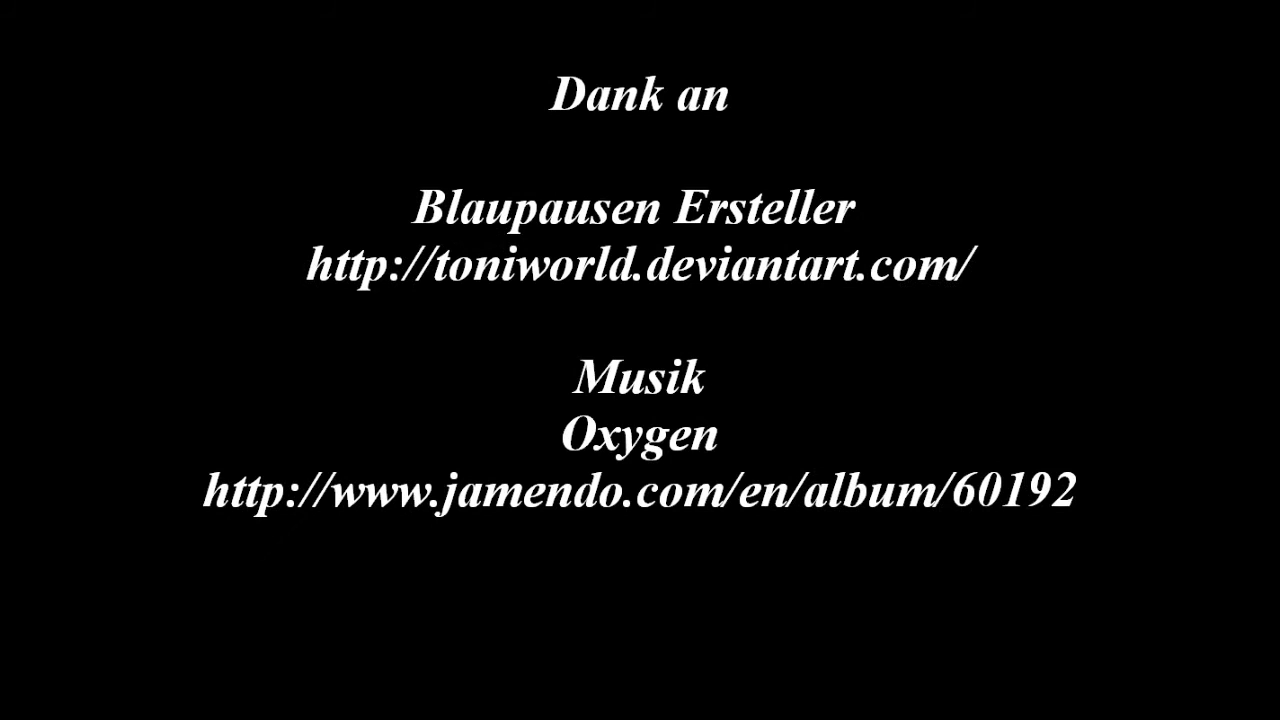 Dank an
Blaupausen Ersteller
http://toniworld.deviantart.com/
Musik
Oxygen
http://www.jamendo.com/en/album/60192